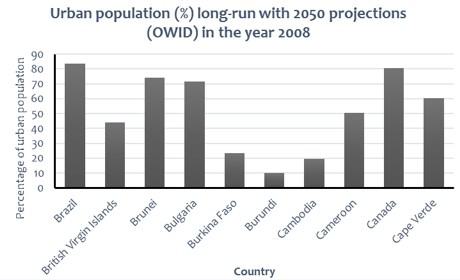 Urban population (%) long-run with 2050 projections
(OWID) in the year 2008
Percentage of urban population
90
80
70
60
50
40
30
20
10
0
Brazil
British Virgin Islands
Brunei
Bulgaria
Burkina Faso
Burundi
Cambodia
Cameroon
Canada
Cape Verde
Country